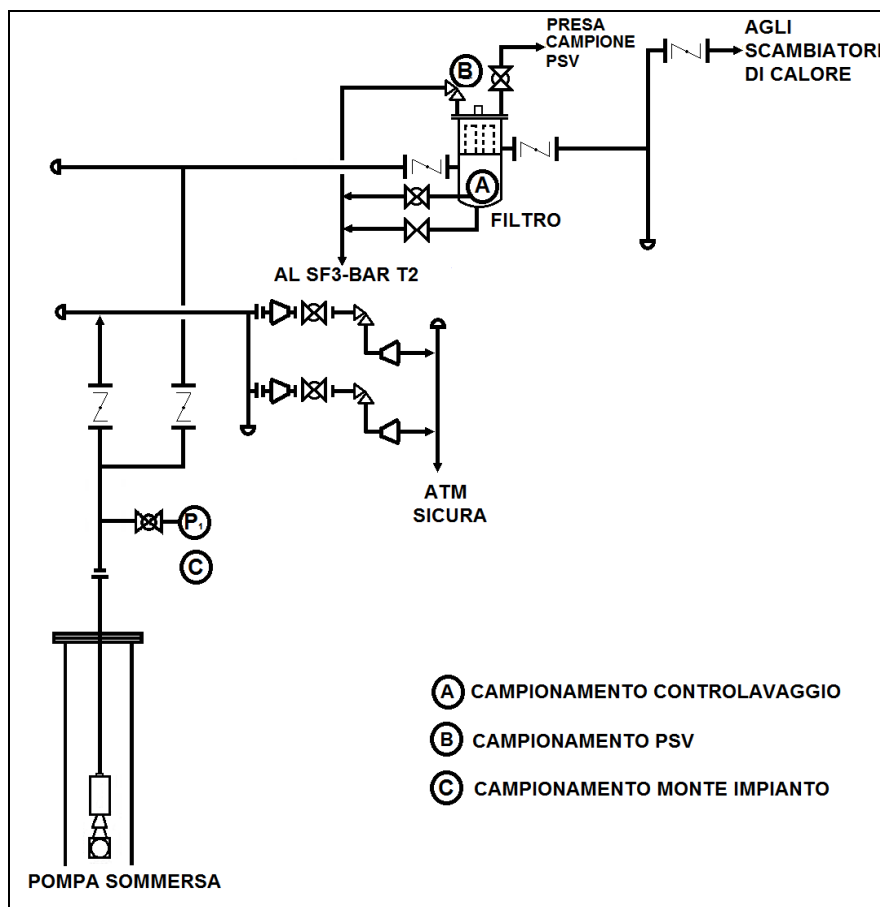 PRESA
CAMPIONE
PSV
AGLI
SCAMBIATORI
DI CALORE
B
A
FILTRO
AL SF3-BAR T2
ATM
SICURA
P1
C
A CAMPIONAMENTO CONTROLAVAGGIO
B CAMPIONAMENTO PSV
C CAMPIONAMENTO MONTE IMPIANTO
POMPA SOMMERSA